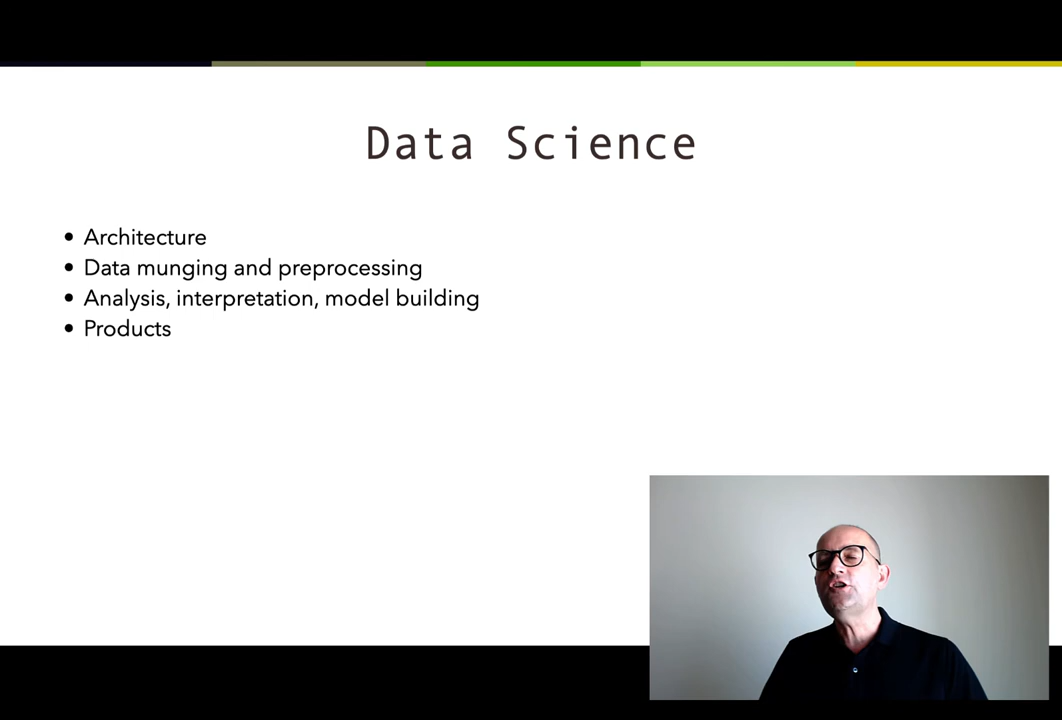 Data Science
• Architecture
• Data munging and preprocessing
• Analysis, interpretation, model building
• Products